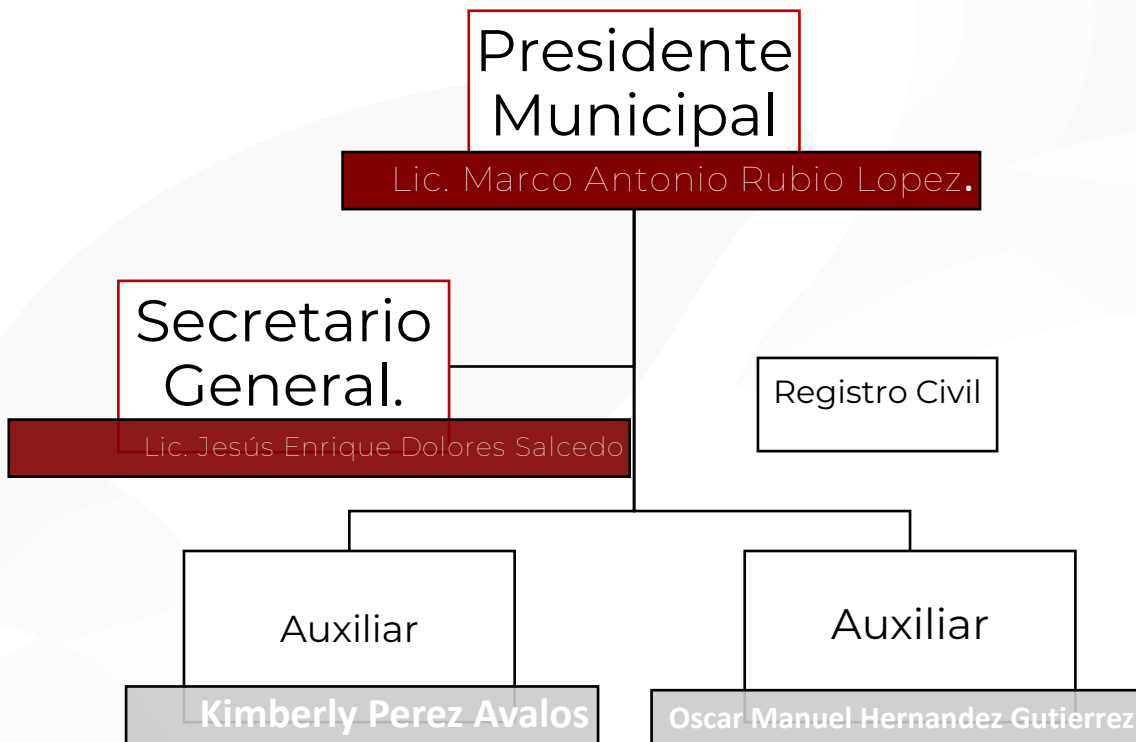 Presidente
Municipal
Lic. Marco Antonio Rubio Lopez.
Secretario
General.
Lic. Jesús Enrique Dolores Salcedo
Registro Civil
Auxiliar
Kimberly Perez Avalos
Auxiliar
Oscar Manuel Hernandez Gutierrez